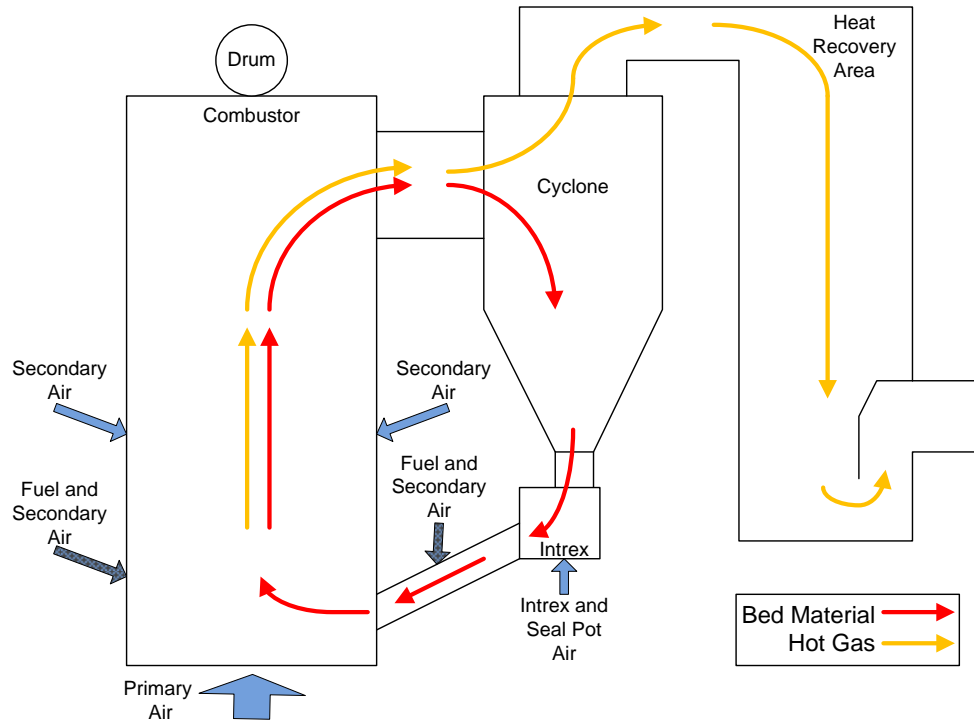 Drum
Combustor
Heat
Recovery
Area
Cyclone
Secondary
Air
Secondary
Air
Fuel and
Secondary
Air
Fuel and
Secondary
Air
Intrex
Intrex and
Seal Pot
Air
Primary
Air
Bed Material
Hot Gas